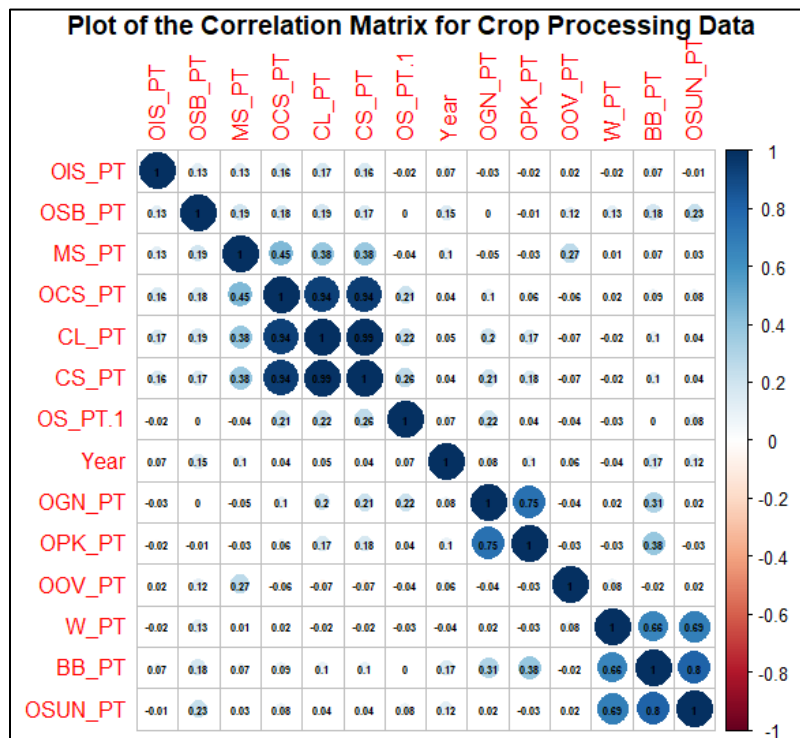 Plot of the Correlation Matrix for Crop Processing Data
OIS_PT OSB_PT MS_PT OCS_PT CL_PT CS_PT OS_PT.1 Year OGN_PT OPK_PT OOV_PT W_PT BB_PT OSUN_PT
OIS_PT 1 0.13 0.13 0.16 0.17 0.16 -0.02 0.07 -0.03 -0.02 0.02 -0.02 0.07 -0.01
OSB_PT 0.13 1 0.19 0.18 0.19 0.17 0 0.15 0 -0.01 0.12 0.13 0.18 0.23
MS_PT 0.13 0.19 1 0.45 0.38 0.38 -0.04 0.1 -0.05 -0.03 0.27 0.01 0.07 0.03
OCS_PT 0.16 0.18 0.45 1 0.94 0.94 0.21 0.04 0.1 0.06 -0.06 0.02 0.09 0.08
CL_PT 0.17 0.19 0.38 0.94 1 0.99 0.22 0.05 0.2 0.17 -0.07 -0.02 0.1 0.04
CS_PT 0.16 0.17 0.38 0.94 0.99 1 0.26 0.04 0.21 0.18 -0.07 -0.02 0.1 0.04
OS_PT.1 -0.02 0 -0.04 0.21 0.22 0.26 1 0.07 0.22 0.04 -0.04 -0.03 0 0.08
Year 0.07 0.15 0.1 0.04 0.05 0.04 0.07 1 0.08 0.1 0.06 -0.04 0.17 0.12
OGN_PT -0.03 0 -0.05 0.1 0.2 0.21 0.22 0.08 1 0.75 -0.04 0.02 0.31 0.02
OPK_PT -0.02 -0.01 -0.03 0.06 0.17 0.18 0.04 0.1 0.75 1 -0.03 -0.03 0.38 -0.03
OOV_PT 0.02 0.12 0.27 -0.06 -0.07 -0.07 -0.04 0.06 -0.04 -0.03 1 0.08 -0.02 0.02
W_PT -0.02 0.13 0.01 0.02 -0.02 -0.02 -0.03 -0.04 0.02 -0.03 0.08 1 0.66 0.69
BB_PT 0.07 0.18 0.07 0.09 0.1 0.1 0 0.17 0.31 0.38 -0.02 0.66 1 0.8
OSUN_PT -0.01 0.23 0.03 0.08 0.04 0.04 0.08 0.12 0.02 -0.03 0.02 0.69 0.8 1
1
0.8
0.6
0.4
0.2
0
-0.2
-0.4
-0.6
-0.8
-1